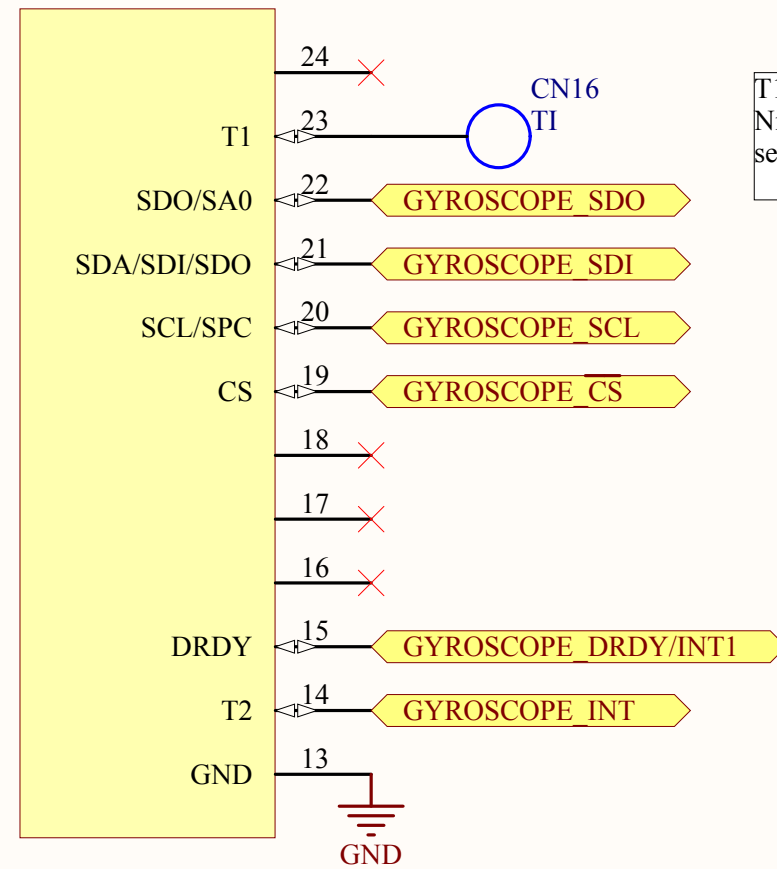 24
CN16
T1 23 TI
SDO/SA0 22 GYROSCOPE_SDO
SDA/SDI/SDO 21 GYROSCOPE_SDI
SCL/SPC 20 GYROSCOPE_SCL
CS 19 GYROSCOPE_CS
18
17
16
DRDY 15 GYROSCOPE_DRDY/INT1
T2 14 GYROSCOPE_INT
GND 13
GND